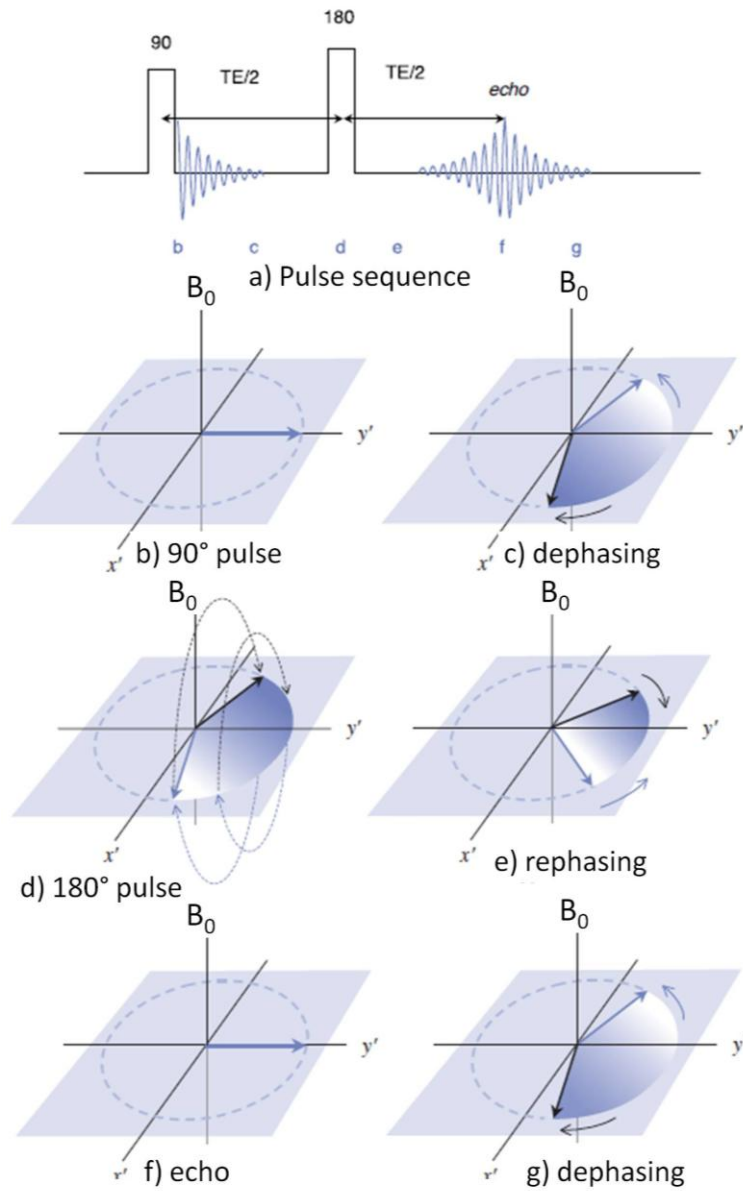 90
180
TE/2
TE/2
echo
b c d e f g
a) Pulse sequence
B0
B0
y′
y′
x′
x′
b) 90° pulse
c) dephasing
B0
B0
y′
y′
x′
x′
d) 180° pulse
e) rephasing
B0
B0
y′
y
f) echo
g) dephasing